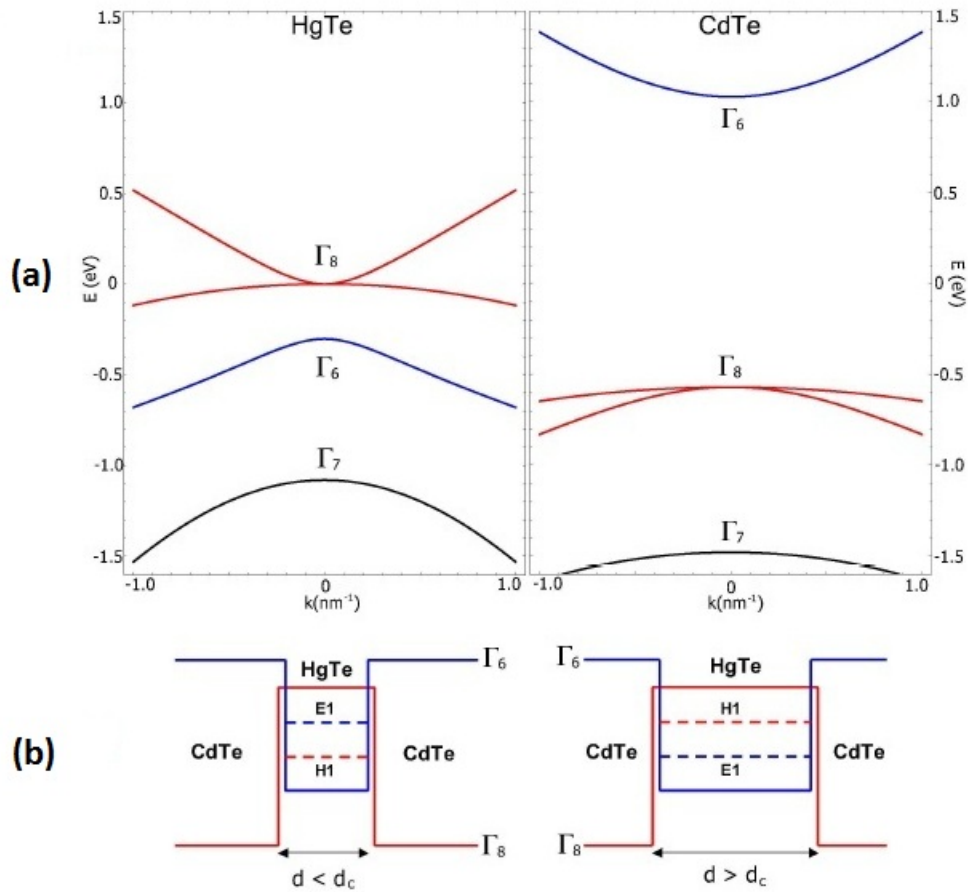 HgTe
CdTe
(a)
E (eV)
1.5
1.0
0.5
0
-0.5
-1.0
-1.5
Γ8
Γ6
Γ7
-1.0 0 1.0
k(nm⁻¹)
Γ6
Γ8
Γ7
-1.0 0 1.0
k(nm⁻¹)
1.5
1.0
0.5
0
-0.5
-1.0
-1.5
E (eV)
(b)
HgTe
Γ6
E1
CdTe
H1
CdTe
Γ8
d < dc
Γ6
HgTe
H1
CdTe
E1
CdTe
Γ8
d > dc